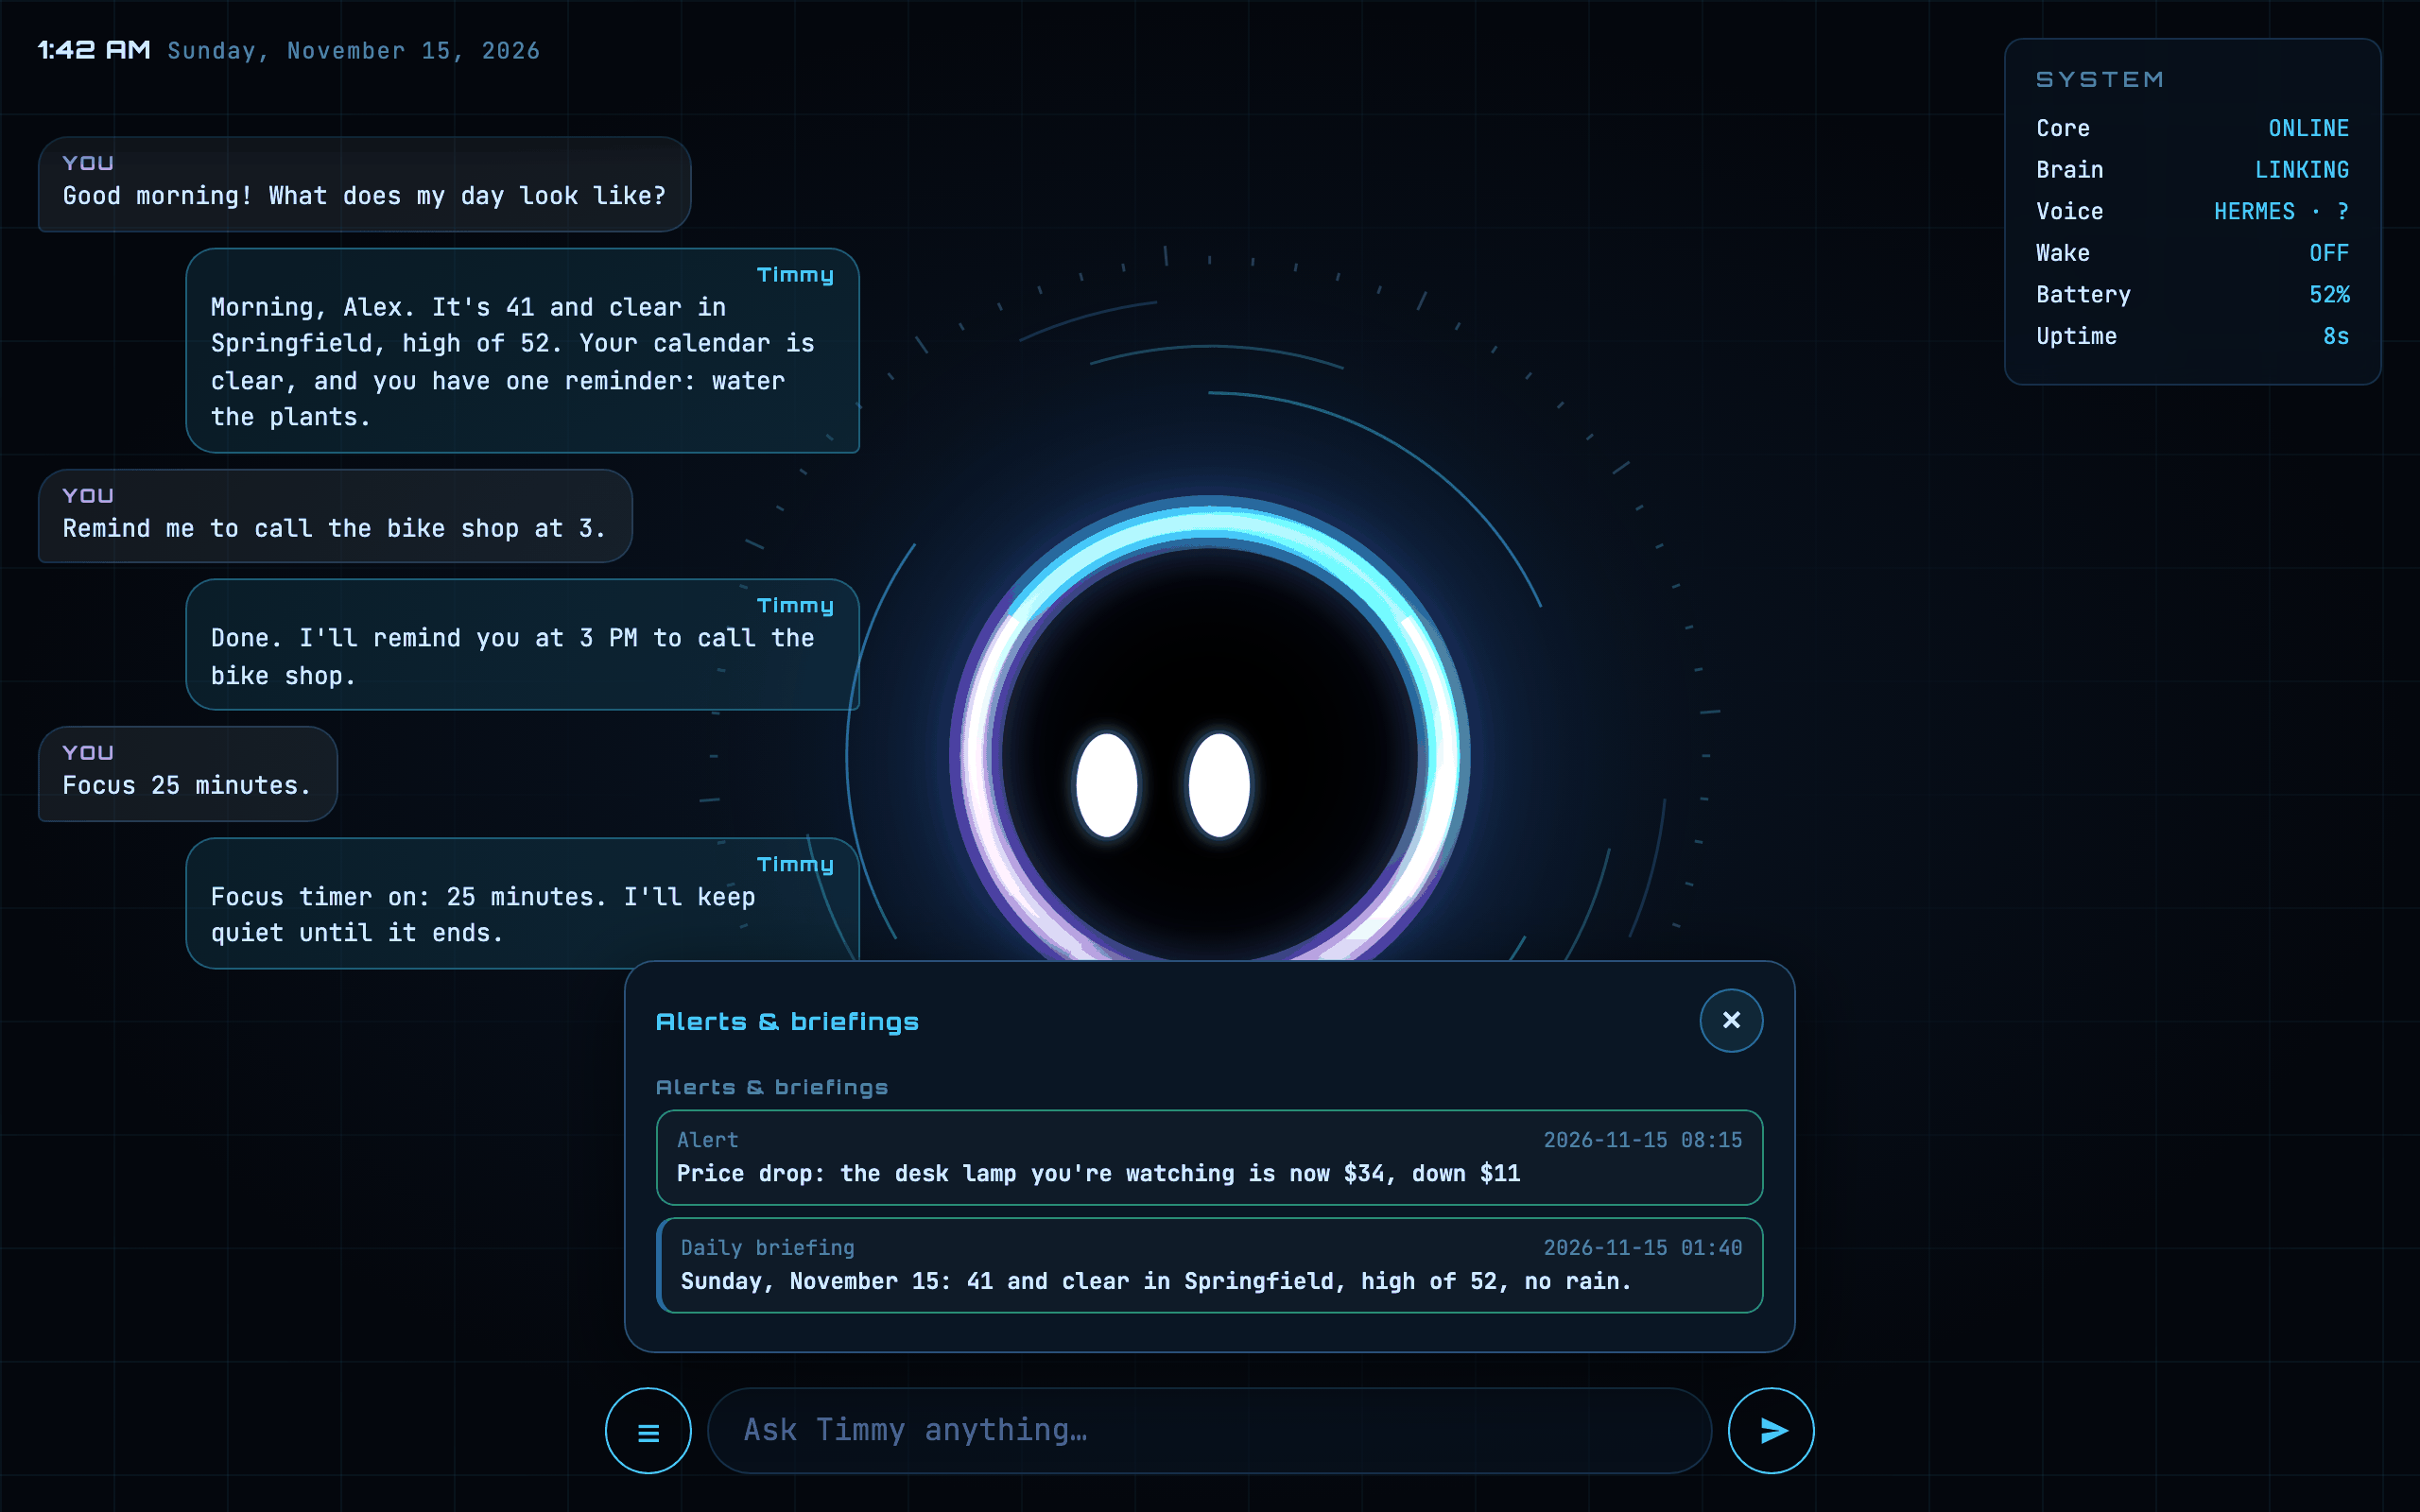 1:42 AM Sunday, November 15, 2026
YOU
Good morning! What does my day look like?
Timmy
Morning, Alex. It's 41 and clear in
Springfield, high of 52. Your calendar is
clear, and you have one reminder: water
the plants.
YOU
Remind me to call the bike shop at 3.
Timmy
Done. I'll remind you at 3 PM to call the
bike shop.
YOU
Focus 25 minutes.
Timmy
Focus timer on: 25 minutes. I'll keep
quiet until it ends.
SYSTEM
Core ONLINE
Brain LINKING
Voice HERMES · ?
Wake OFF
Battery 52%
Uptime 8s
Alerts & briefings
Alerts & briefings
Alert 2026-11-15 08:15
Price drop: the desk lamp you're watching is now $34, down $11
Daily briefing 2026-11-15 01:40
Sunday, November 15: 41 and clear in Springfield, high of 52, no rain.
Ask Timmy anything…